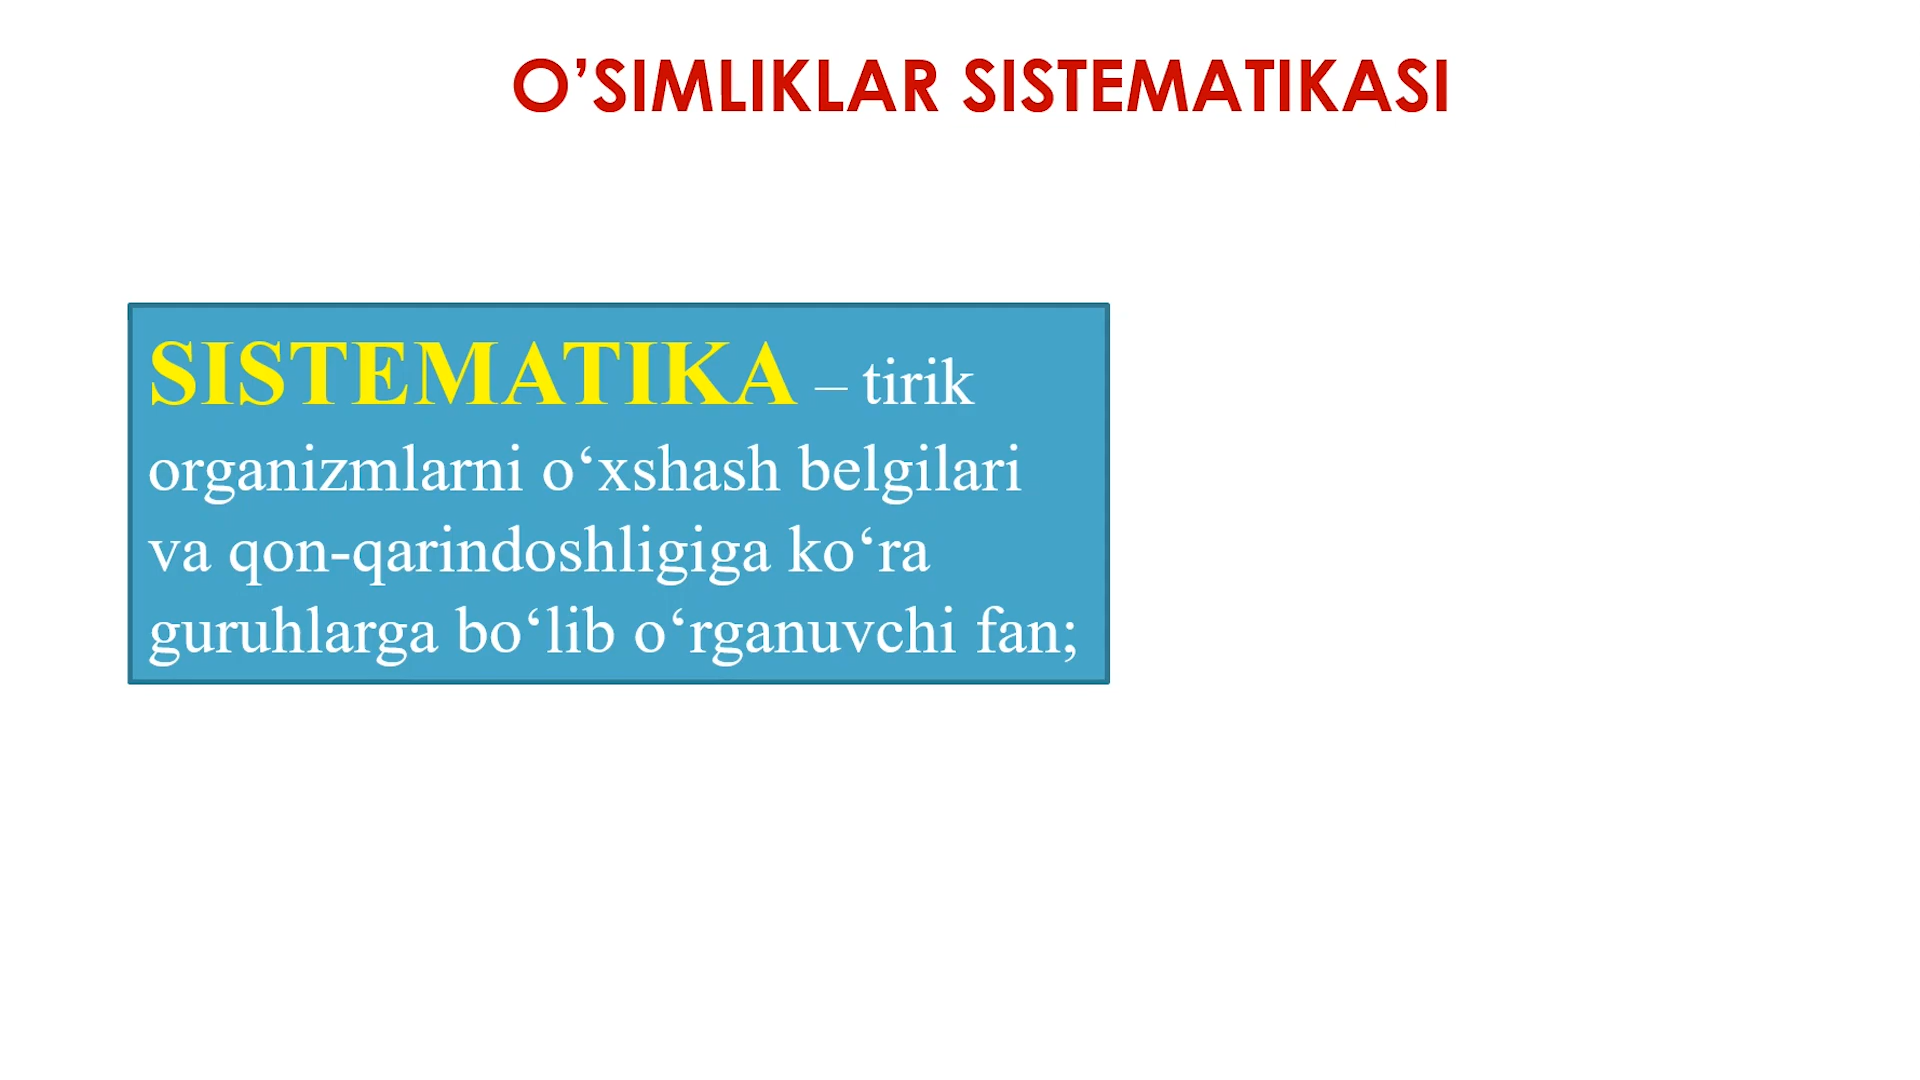 O’SIMLIKLAR SISTEMATIKASI
SISTEMATIKA – tirik
organizmlarni o‘xshash belgilari
va qon-qarindoshligiga ko‘ra
guruhlarga bo‘lib o‘rganuvchi fan;